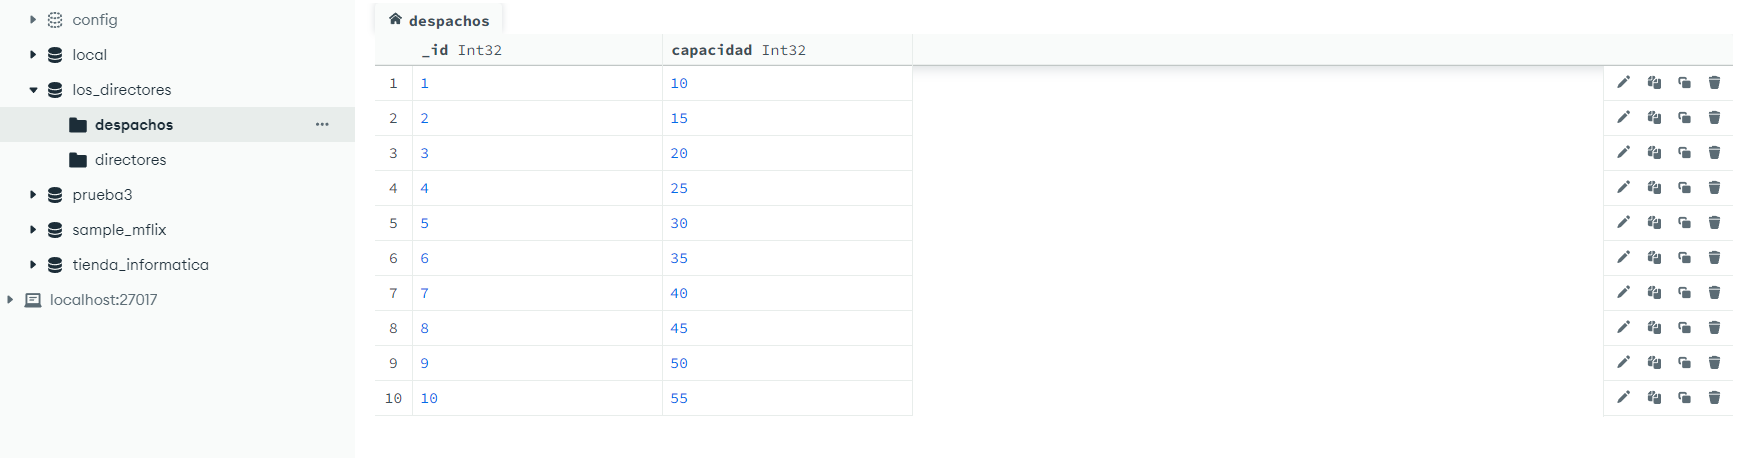 config
local
los_directores
despachos
directores
prueba3
sample_mflix
tienda_informatica
localhost:27017
despachos
_id Int32 capacidad Int32
1 1 10
2 2 15
3 3 20
4 4 25
5 5 30
6 6 35
7 7 40
8 8 45
9 9 50
10 10 55